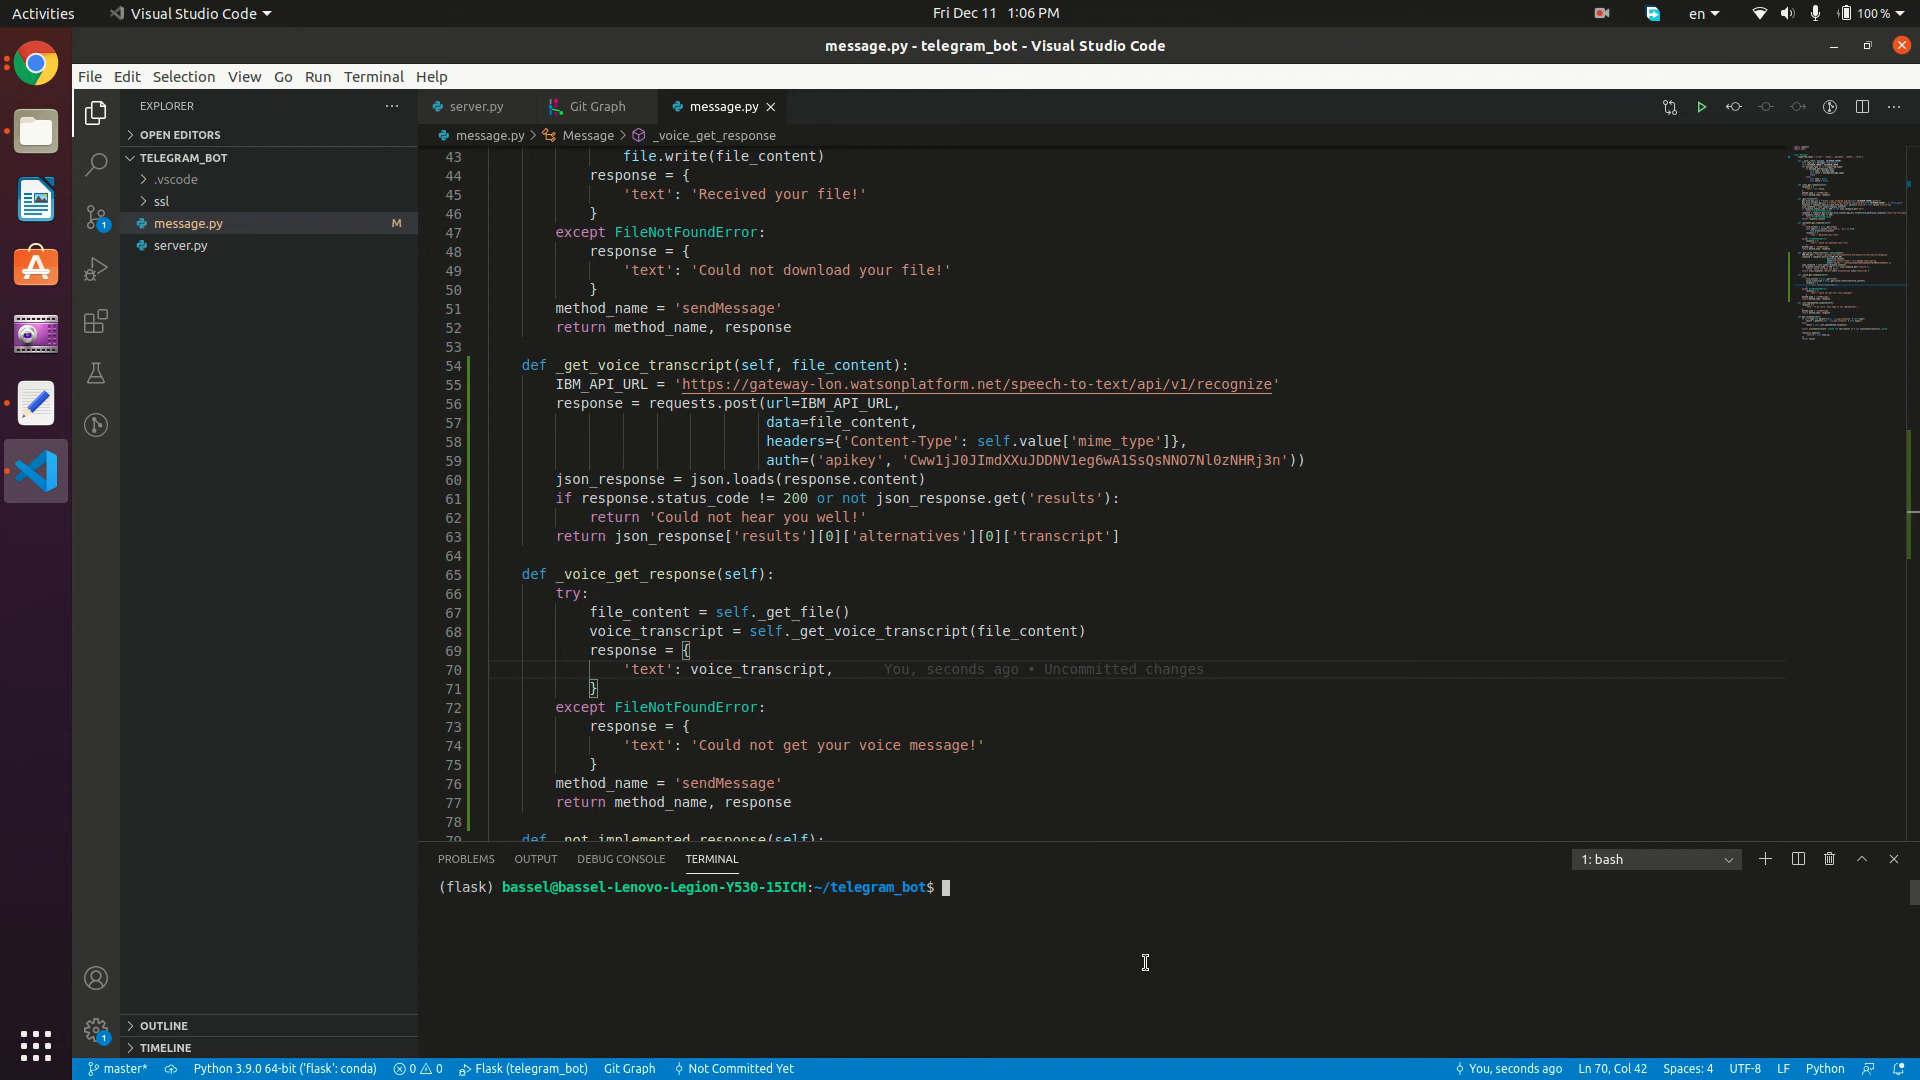 Activities
Visual Studio Code
Fri Dec 11 1:06 PM
en
100 %
message.py - telegram_bot - Visual Studio Code
File Edit Selection View Go Run Terminal Help
EXPLORER
OPEN EDITORS
TELEGRAM_BOT
.vscode
ssl
message.py M
server.py
OUTLINE
TIMELINE
1
1
server.py
Git Graph
message.py
message.py > Message > _voice_get_response
43 file.write(file_content)
44 response = {
45 'text': 'Received your file!'
46 }
47 except FileNotFoundError:
48 response = {
49 'text': 'Could not download your file!'
50 }
51 method_name = 'sendMessage'
52 return method_name, response
53
54 def _get_voice_transcript(self, file_content):
55 IBM_API_URL = 'https://gateway-lon.watsonplatform.net/speech-to-text/api/v1/recognize'
56 response = requests.post(url=IBM_API_URL,
57 data=file_content,
58 headers={'Content-Type': self.value['mime_type']},
59 auth=('apikey', 'Cww1jJ0JImdXXuJDDNV1eg6wA1SsQsNNO7Nl0zNHRj3n'))
60 json_response = json.loads(response.content)
61 if response.status_code != 200 or not json_response.get('results'):
62 return 'Could not hear you well!'
63 return json_response['results'][0]['alternatives'][0]['transcript']
64
65 def _voice_get_response(self):
66 try:
67 file_content = self._get_file()
68 voice_transcript = self._get_voice_transcript(file_content)
69 response = {
70 'text': voice_transcript, You, seconds ago • Uncommitted changes
71 }
72 except FileNotFoundError:
73 response = {
74 'text': 'Could not get your voice message!'
75 }
76 method_name = 'sendMessage'
77 return method_name, response
78
79 def _not_implemented_response(self):
PROBLEMS OUTPUT DEBUG CONSOLE TERMINAL
1: bash
(flask) bassel@bassel-Lenovo-Legion-Y530-15ICH:~/telegram_bot$
master* Python 3.9.0 64-bit ('flask': conda) 0 0 Flask (telegram_bot) Git Graph Not Committed Yet
You, seconds ago Ln 70, Col 42 Spaces: 4 UTF-8 LF Python